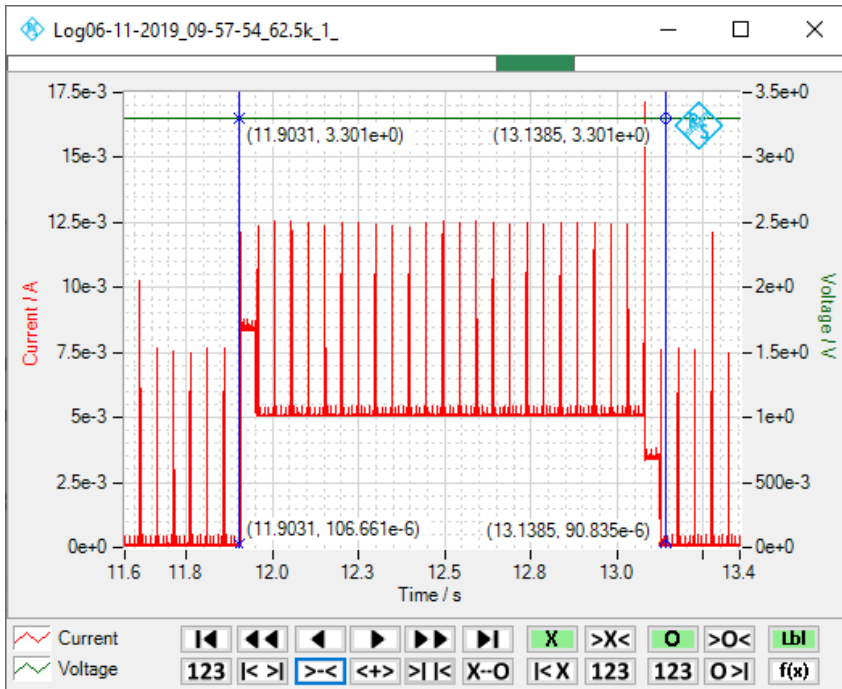 Log06-11-2019_09-57-54_62.5k_1_
17.5e-3
3.5e+0
(11.9031, 3.301e+0)
(13.1385, 3.301e+0)
R
S
15e-3
3e+0
12.5e-3
2.5e+0
10e-3
2e+0
Current / A
Voltage / V
7.5e-3
1.5e+0
5e-3
1e+0
2.5e-3
500e-3
(11.9031, 106.661e-6)
(13.1385, 90.835e-6)
0e+0
0e+0
11.6 11.8 12.0 12.3 12.5 12.8 13.0 13.4
Time / s
Current X >X< O >O< Lbl
Voltage 123 |< >| >-< <+> >| |< X--O |< X 123 123 O >| f(x)